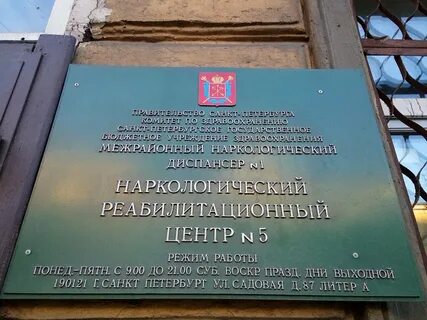 ПРАВИТЕЛЬСТВО САНКТ-ПЕТЕРБУРГА
КОМИТЕТ ПО ЗДРАВООХРАНЕНИЮ
САНКТ-ПЕТЕРБУРГСКОЕ ГОСУДАРСТВЕННОЕ
БЮДЖЕТНОЕ УЧРЕЖДЕНИЕ ЗДРАВООХРАНЕНИЯ
МЕЖРАЙОННЫЙ НАРКОЛОГИЧЕСКИЙ
ДИСПАНСЕР N1
НАРКОЛОГИЧЕСКИЙ
РЕАБИЛИТАЦИОННЫЙ
ЦЕНТР N5
РЕЖИМ РАБОТЫ
ПОНЕД.-ПЯТН. С 9.00 ДО 21.00 СУБ. ВОСКР. ПРАЗД. ДНИ ВЫХОДНОЙ
190121 Г. САНКТ ПЕТЕРБУРГ УЛ. САДОВАЯ Д.87 ЛИТЕР А